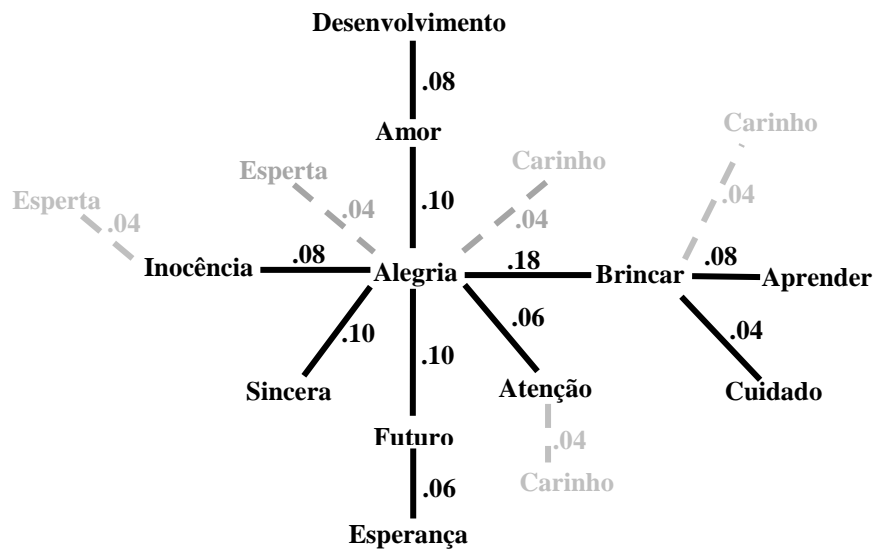 Desenvolvimento
.08
Carinho
Amor
Esperta
Carinho
Esperta
.10
.04
.04
.04
.04
Inocência
.08
Alegria
.18
Brincar
.08
Aprender
.10
.10
.06
.04
Sincera
Atenção
Cuidado
Futuro
.04
.06
Carinho
Esperança